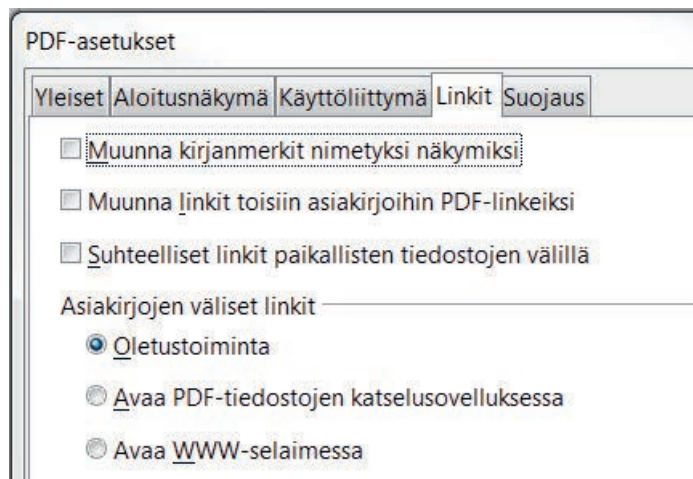 PDF-asetukset
Yleiset Aloitusnäkymä Käyttöliittymä Linkit Suojaus
Muunna kirjanmerkit nimetyksi näkymiksi
Muunna linkit toisiin asiakirjoihin PDF-linkeiksi
Suhteelliset linkit paikallisten tiedostojen välillä
Asiakirjojen väliset linkit
Oletustoiminta
Avaa PDF-tiedostojen katselusovelluksessa
Avaa WWW-selaimessa